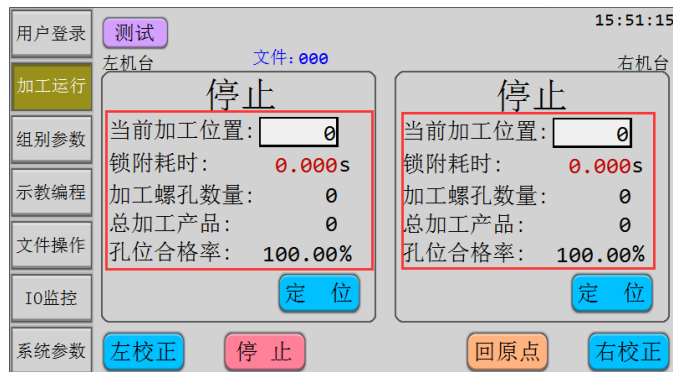 用户登录
加工运行
组别参数
示教编程
文件操作
IO监控
系统参数
测试
15:51:15
左机台
文件:000
右机台
停止
当前加工位置: 0
锁附耗时: 0.000s
加工螺孔数量: 0
总加工产品: 0
孔位合格率: 100.00%
定 位
停止
当前加工位置: 0
锁附耗时: 0.000s
加工螺孔数量: 0
总加工产品: 0
孔位合格率: 100.00%
定 位
左校正
停 止
回原点
右校正